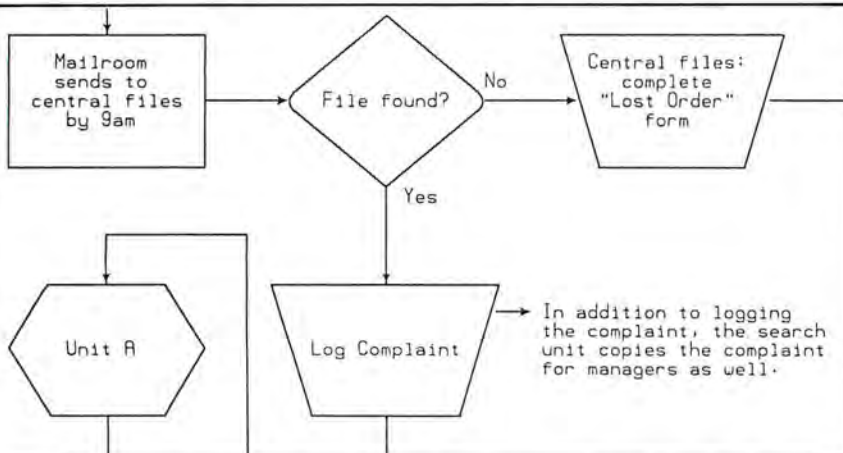 Mailroom
sends to
central files
by 9am
File found?
No
Central files:
complete
"Lost Order"
form
Yes
Unit A
Log Complaint
In addition to logging
the complaint, the search
unit copies the complaint
for managers as well.